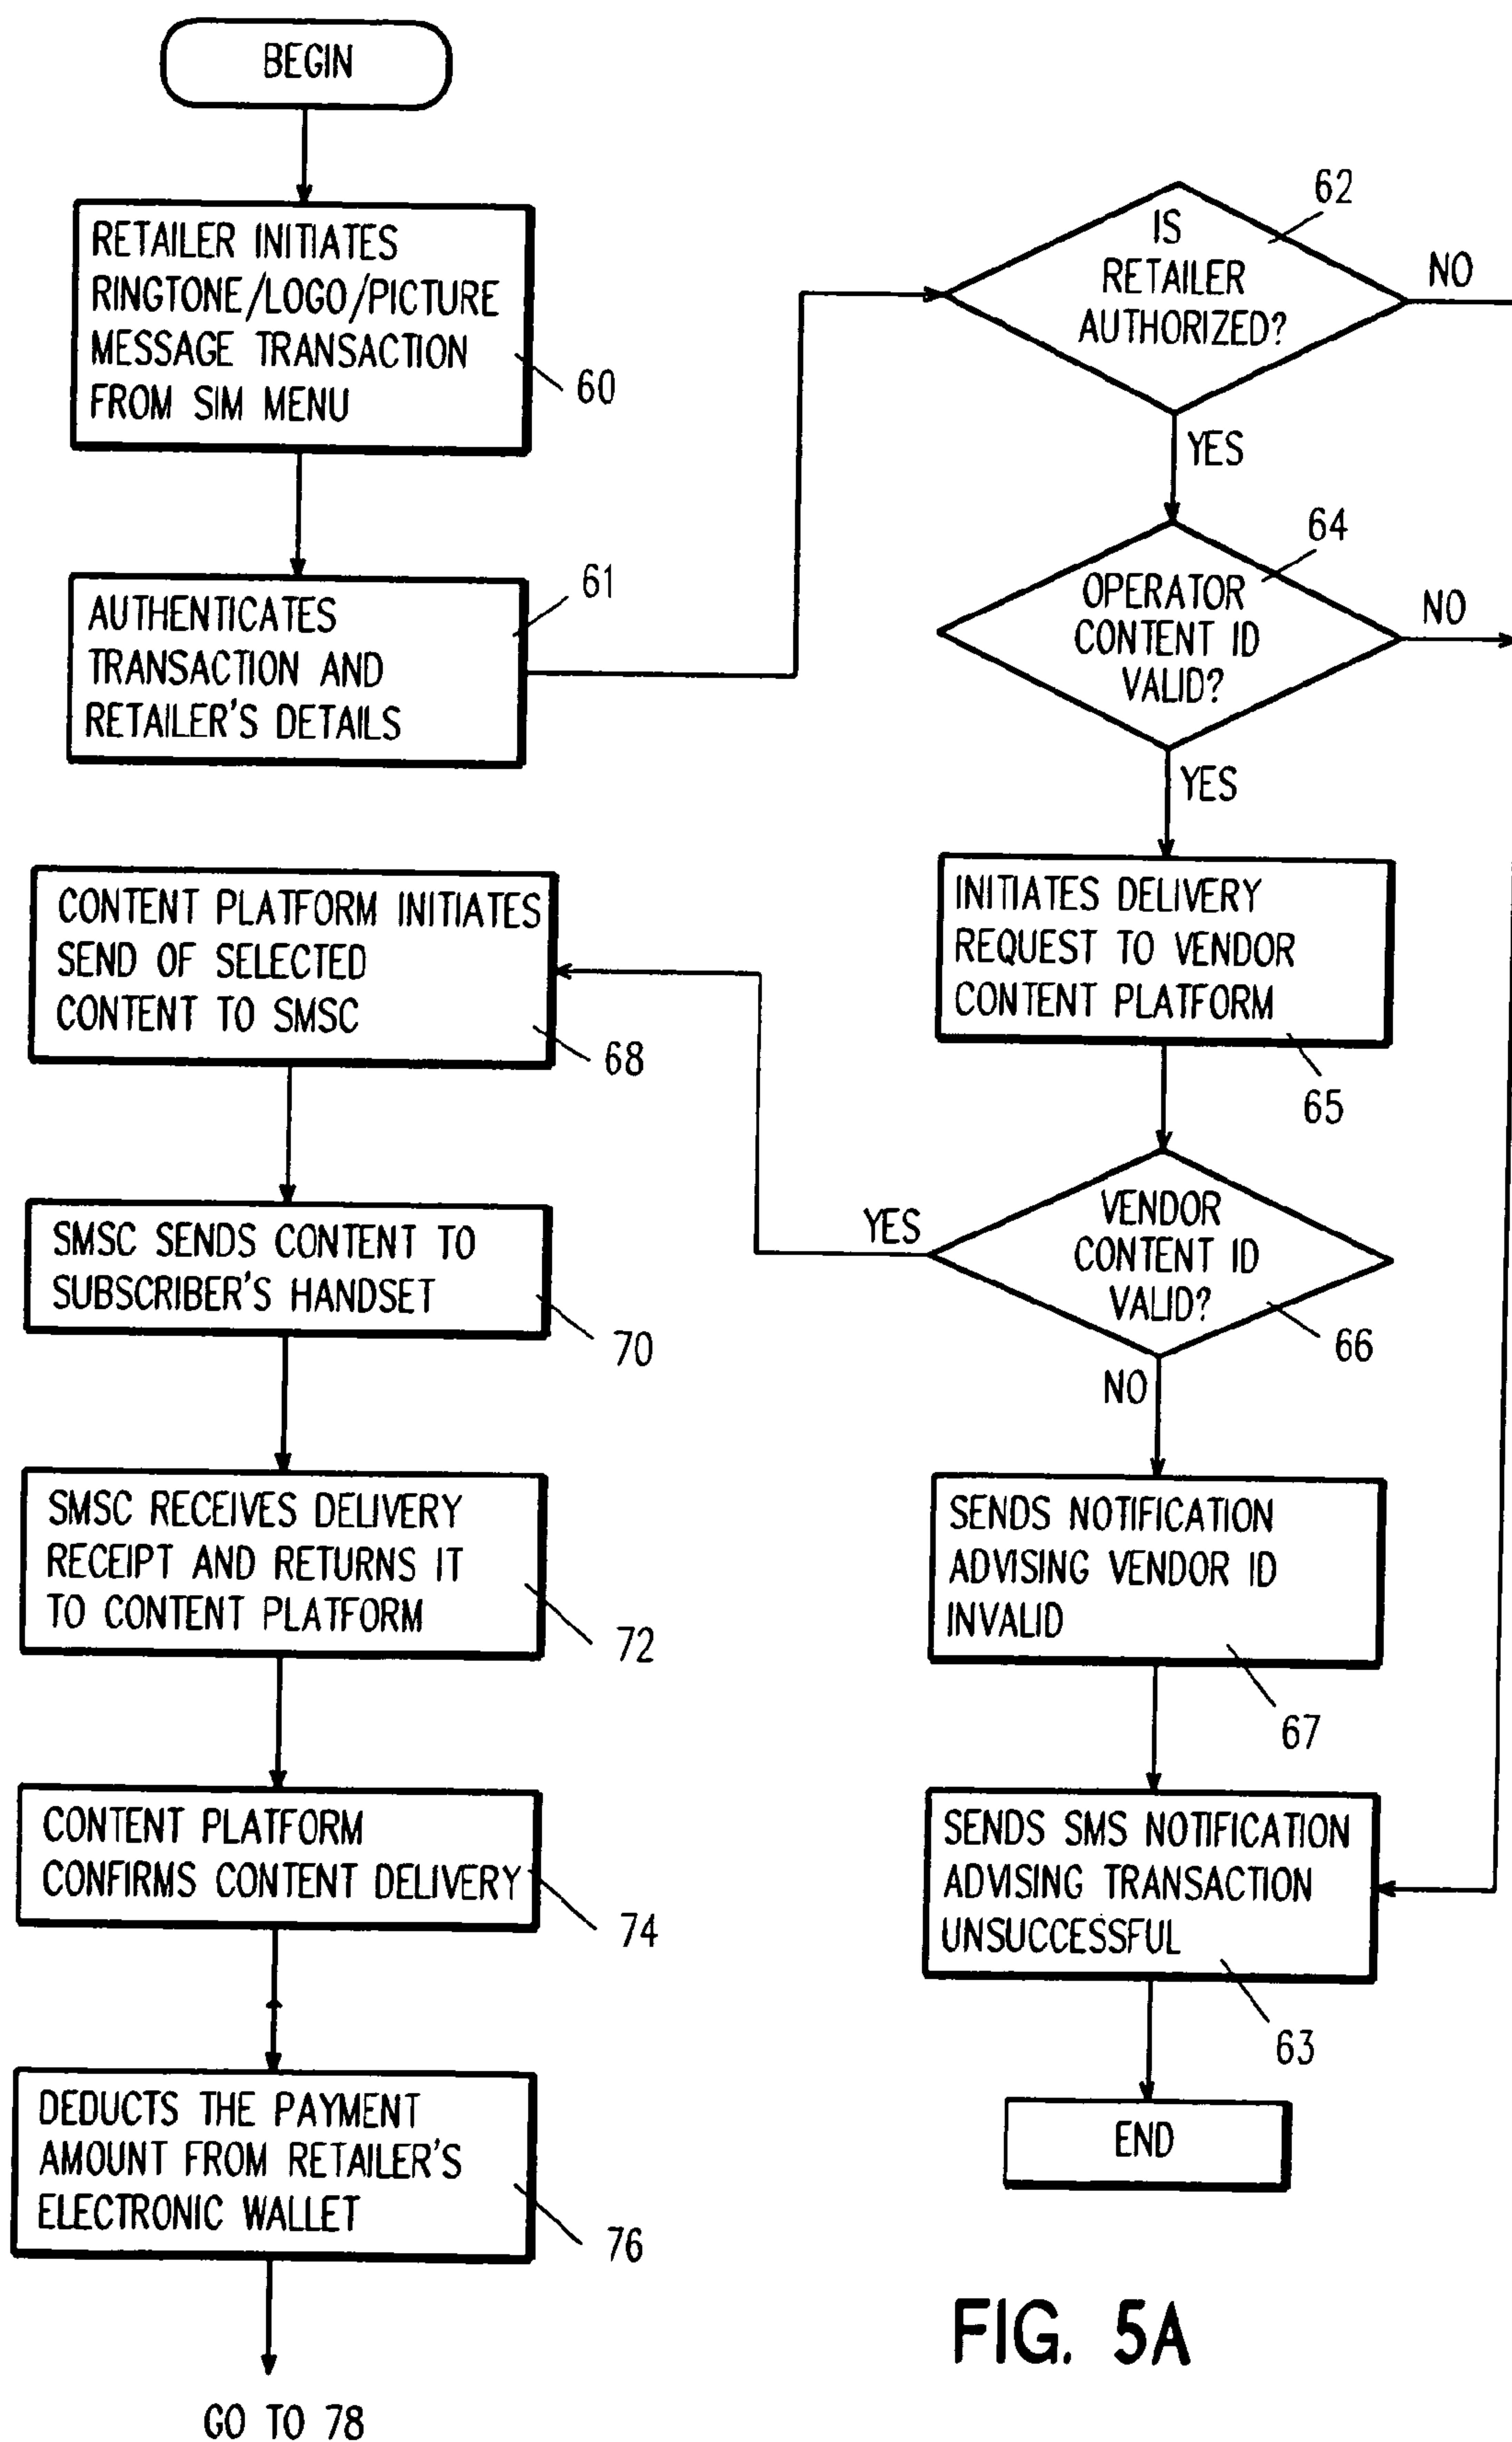 BEGIN
RETAILER INITIATES
RINGTONE/LOGO/PICTURE
MESSAGE TRANSACTION
FROM SIM MENU
60
AUTHENTICATES
TRANSACTION AND
RETAILER'S DETAILS
61
IS
RETAILER
AUTHORIZED?
62
NO
YES
OPERATOR
CONTENT ID
VALID?
64
NO
YES
INITIATES DELIVERY
REQUEST TO VENDOR
CONTENT PLATFORM
65
VENDOR
CONTENT ID
VALID?
66
YES
NO
SENDS NOTIFICATION
ADVISING VENDOR ID
INVALID
67
SENDS SMS NOTIFICATION
ADVISING TRANSACTION
UNSUCCESSFUL
63
END
CONTENT PLATFORM INITIATES
SEND OF SELECTED
CONTENT TO SMSC
68
SMSC SENDS CONTENT TO
SUBSCRIBER'S HANDSET
70
SMSC RECEIVES DELIVERY
RECEIPT AND RETURNS IT
TO CONTENT PLATFORM
72
CONTENT PLATFORM
CONFIRMS CONTENT DELIVERY
74
DEDUCTS THE PAYMENT
AMOUNT FROM RETAILER'S
ELECTRONIC WALLET
76
GO TO 78
FIG. 5A